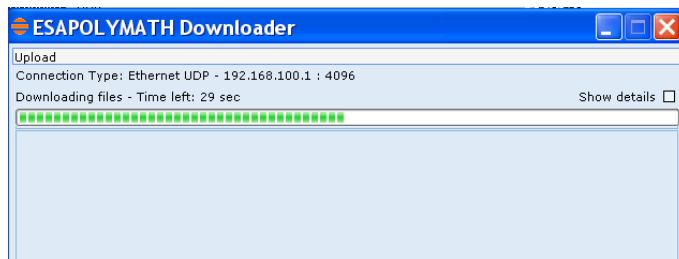 ESAPOLYMATH Downloader
Upload
Connection Type: Ethernet UDP - 192.168.100.1 : 4096
Downloading files - Time left: 29 sec
Show details